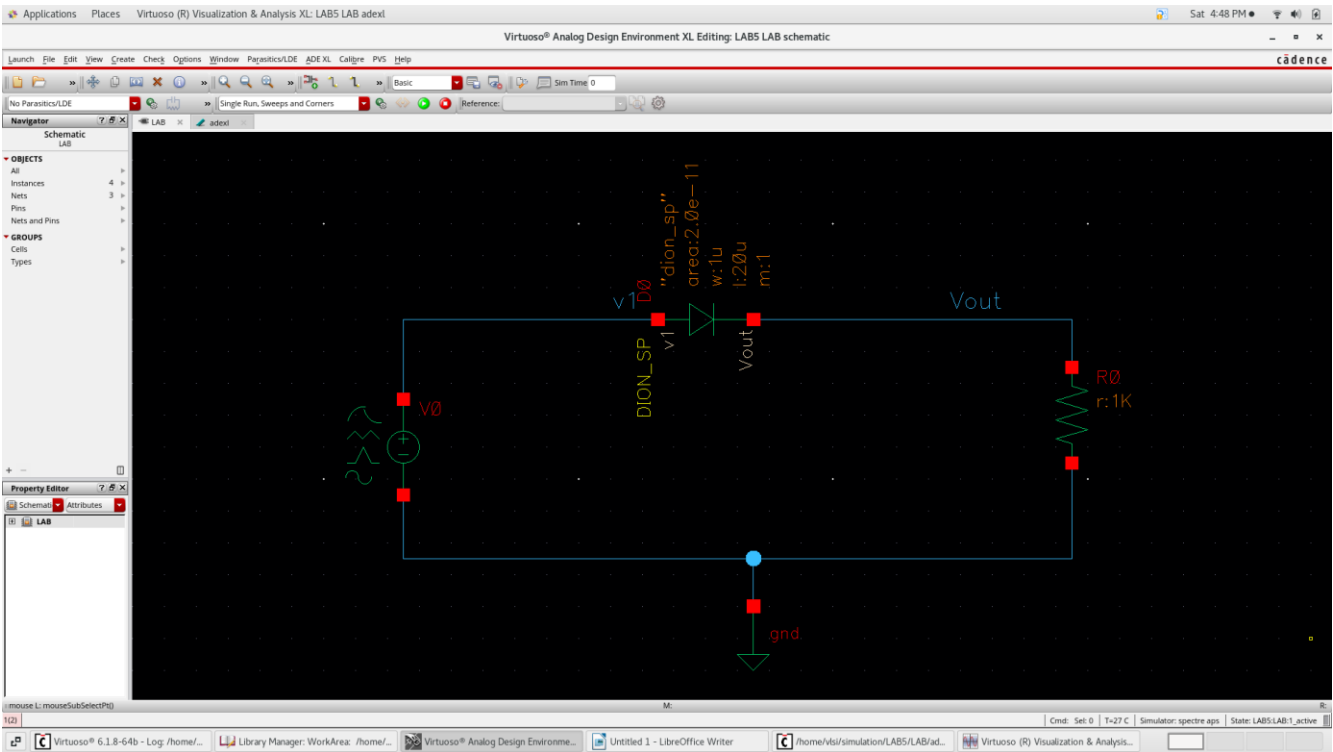 Applications Places Virtuoso (R) Visualization & Analysis XL: LAB5 LAB adexl Sat 4:48 PM
Virtuoso® Analog Design Environment XL Editing: LAB5 LAB schematic
Launch File Edit View Create Check Options Window Parasitics/LDE ADE XL Calibre PVS Help cādence
» » » » Basic Sim Time 0
No Parasitics/LDE » Single Run, Sweeps and Corners Reference:
Navigator ? X LAB adexl
Schematic
LAB
OBJECTS
All
Instances 4
Nets 3
Pins
Nets and Pins
GROUPS
Cells
Types
"dion_sp"
area:2.0e-11
w:1u
l:20u
m:1
v1 D0 Vout
DION_SP
v1
Vout
V0
R0
r:1K
gnd
Property Editor ? X
Schemati Attributes
LAB
mouse L: mouseSubSelectPt() M: R:
1(2) Cmd: Sel: 0 T=27 C Simulator: spectre aps State: LAB5:LAB:1_active
Virtuoso® 6.1.8-64b - Log: /home/... Library Manager: WorkArea: /home/... Virtuoso® Analog Design Environme... Untitled 1 - LibreOffice Writer /home/vlsi/simulation/LAB5/LAB/ad... Virtuoso (R) Visualization & Analysis...